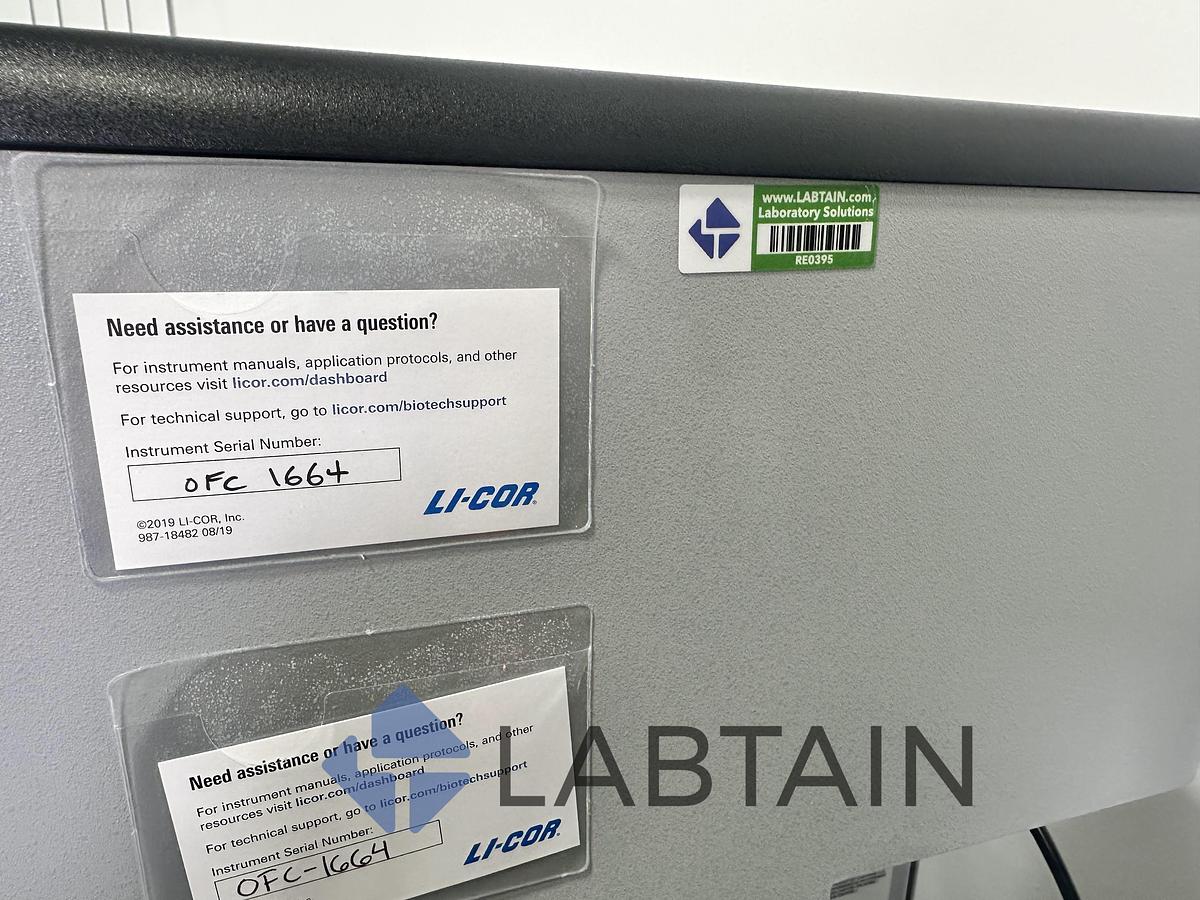 www.LABTAIN.com
Laboratory Solutions
RE0395
Need assistance or have a question?
For instrument manuals, application protocols, and other
resources visit licor.com/dashboard
For technical support, go to licor.com/biotechsupport
Instrument Serial Number:
OFC 1664
LI-COR®
©2019 LI-COR, Inc.
987-18482 08/19
Need assistance or have a question?
For instrument manuals, application protocols, and other
resources visit licor.com/dashboard
For technical support, go to licor.com/biotechsupport
Instrument Serial Number:
OFC-1664
LI-COR®
LABTAIN